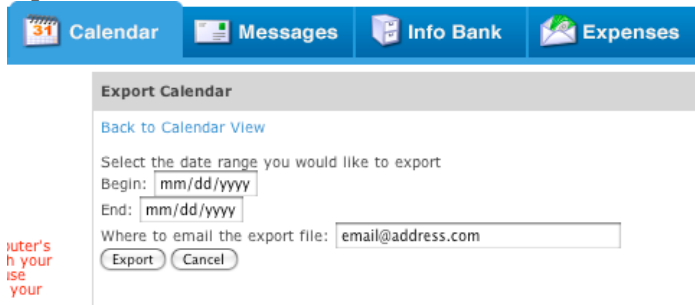 31 Calendar Messages Info Bank Expenses
Export Calendar
Back to Calendar View
Select the date range you would like to export
Begin: mm/dd/yyyy
End: mm/dd/yyyy
Where to email the export file: email@address.com
Export Cancel
outer's
h your
use
your